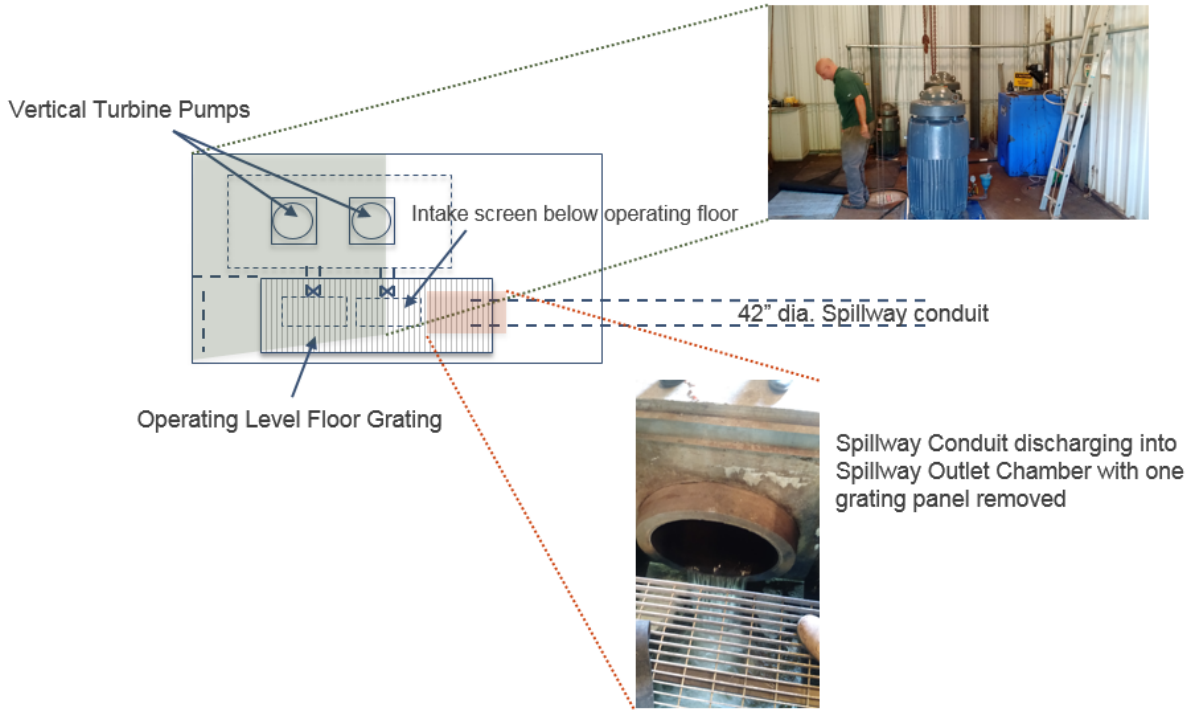 Vertical Turbine Pumps
Intake screen below operating floor
42” dia. Spillway conduit
Operating Level Floor Grating
Spillway Conduit discharging into
Spillway Outlet Chamber with one
grating panel removed